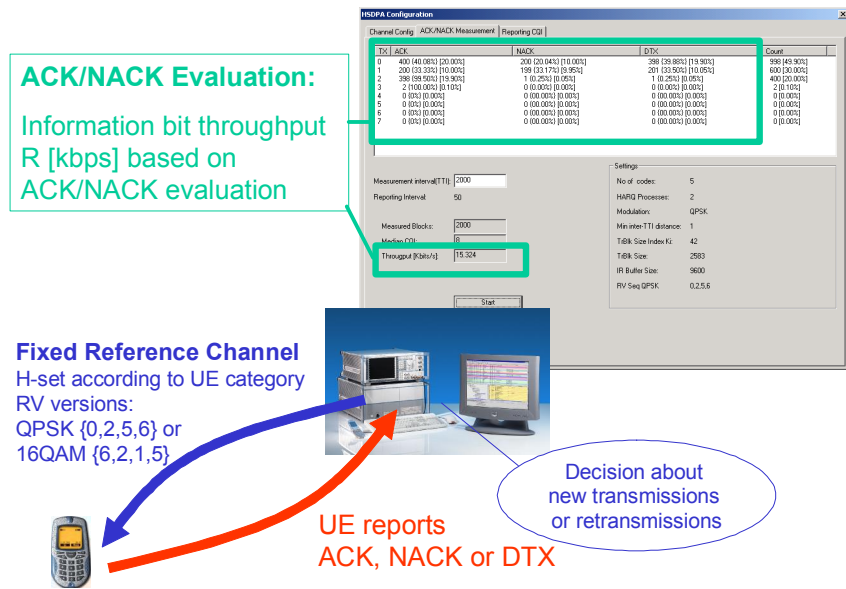 HSDPA Configuration
Channel Config ACK/NACK Measurement Reporting CQI
TX ACK NACK DTX Count
0 400 (40.08%) [20.00%] 200 (20.04%) [10.00%] 398 (39.88%) [19.90%] 998 [49.90%]
1 200 (33.33%) [10.00%] 199 (33.17%) [9.95%] 201 (33.50%) [10.05%] 600 [30.00%]
2 398 (99.50%) [19.90%] 1 (0.25%) [0.05%] 1 (0.25%) [0.05%] 400 [20.00%]
3 2 (100.00%) [0.10%] 0 (0.00%) [0.00%] 0 (0.00%) [0.00%] 2 [0.10%]
4 0 (0%) [0.00%] 0 (00.00%) [0.00%] 0 (00.00%) [0.00%] 0 [0.00%]
5 0 (0%) [0.00%] 0 (00.00%) [0.00%] 0 (00.00%) [0.00%] 0 [0.00%]
6 0 (0%) [0.00%] 0 (00.00%) [0.00%] 0 (00.00%) [0.00%] 0 [0.00%]
7 0 (0%) [0.00%] 0 (00.00%) [0.00%] 0 (00.00%) [0.00%] 0 [0.00%]
Measurement interval(TTI): 2000
Reporting Interval: 50
Measured Blocks: 2000
Median CQI: 8
Througput [Kbits/s]: 15.324
Start
Settings
No of codes: 5
HARQ Processes: 2
Modulation: QPSK
Min inter-TTI distance: 1
TrBlk Size Index Ki: 42
TrBlk Size: 2583
IR Buffer Size: 9600
RV Seq QPSK 0,2,5,6
ACK/NACK Evaluation:
Information bit throughput
R [kbps] based on
ACK/NACK evaluation
Fixed Reference Channel
H-set according to UE category
RV versions:
QPSK {0,2,5,6} or
16QAM {6,2,1,5}
Decision about
new transmissions
or retransmissions
UE reports
ACK, NACK or DTX